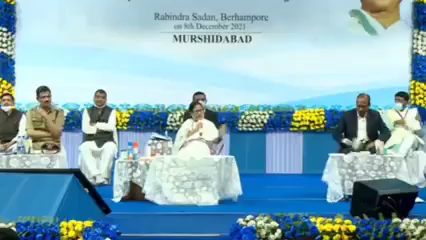 Rabindra Sadan, Berhampore
on 8th December 2021
MURSHIDABAD